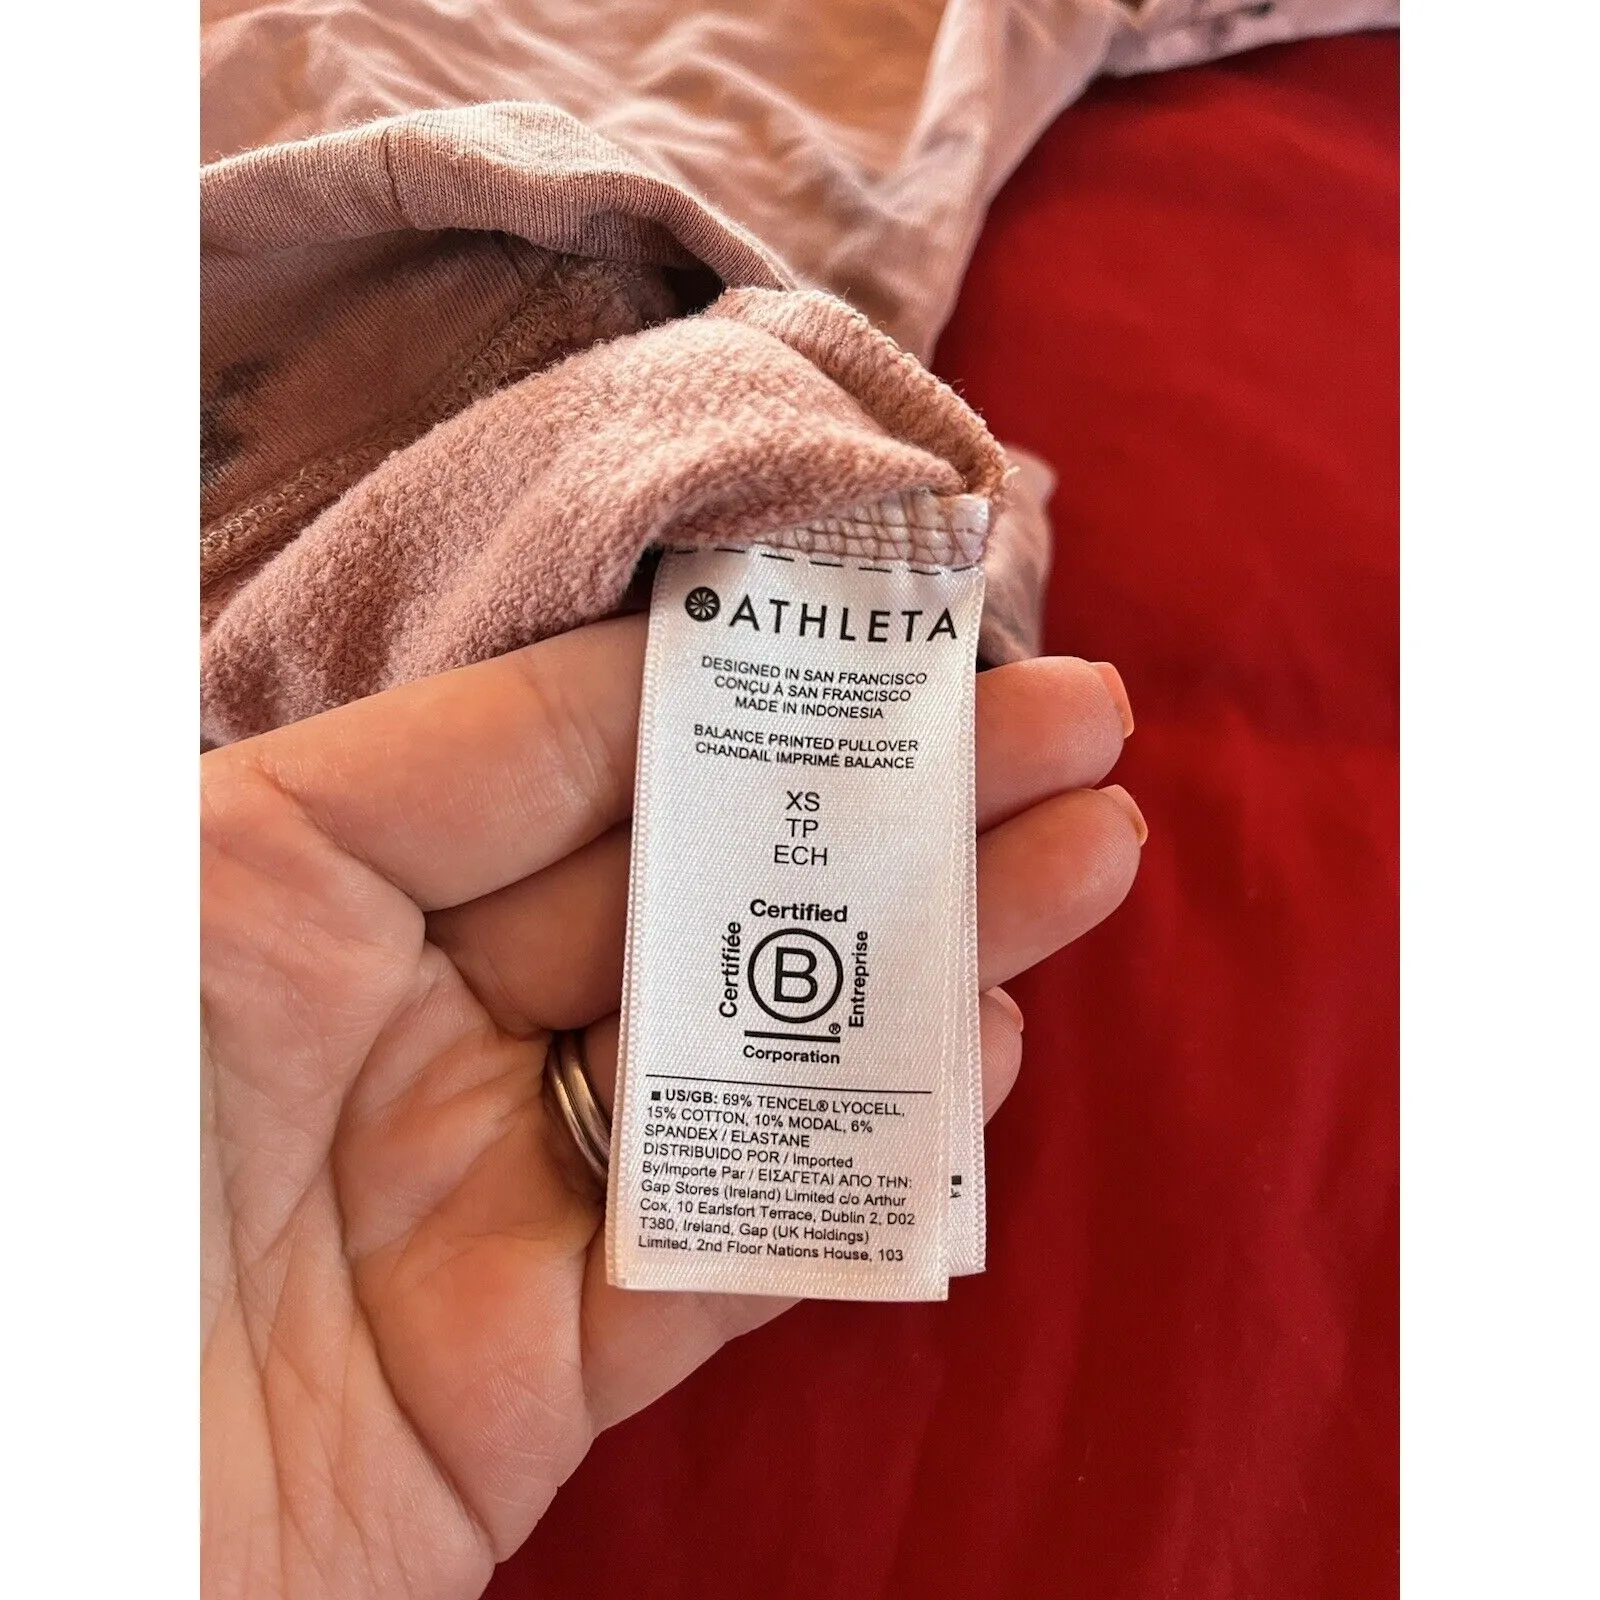 ATHLETA
DESIGNED IN SAN FRANCISCO
CONÇU À SAN FRANCISCO
MADE IN INDONESIA
BALANCE PRINTED PULLOVER
CHANDAIL IMPRIMÉ BALANCE
XS
TP
ECH
Certified
Certifiée
B
®
Entreprise
Corporation
■ US/GB: 69% TENCEL® LYOCELL,
15% COTTON, 10% MODAL, 6%
SPANDEX / ELASTANE
DISTRIBUIDO POR / Imported
By/Importe Par / ΕΙΣΑΓΕΤΑΙ ΑΠΟ ΤΗΝ:
Gap Stores (Ireland) Limited c/o Arthur
Cox, 10 Earlsfort Terrace, Dublin 2, D02
T380, Ireland, Gap (UK Holdings)
Limited, 2nd Floor Nations House, 103